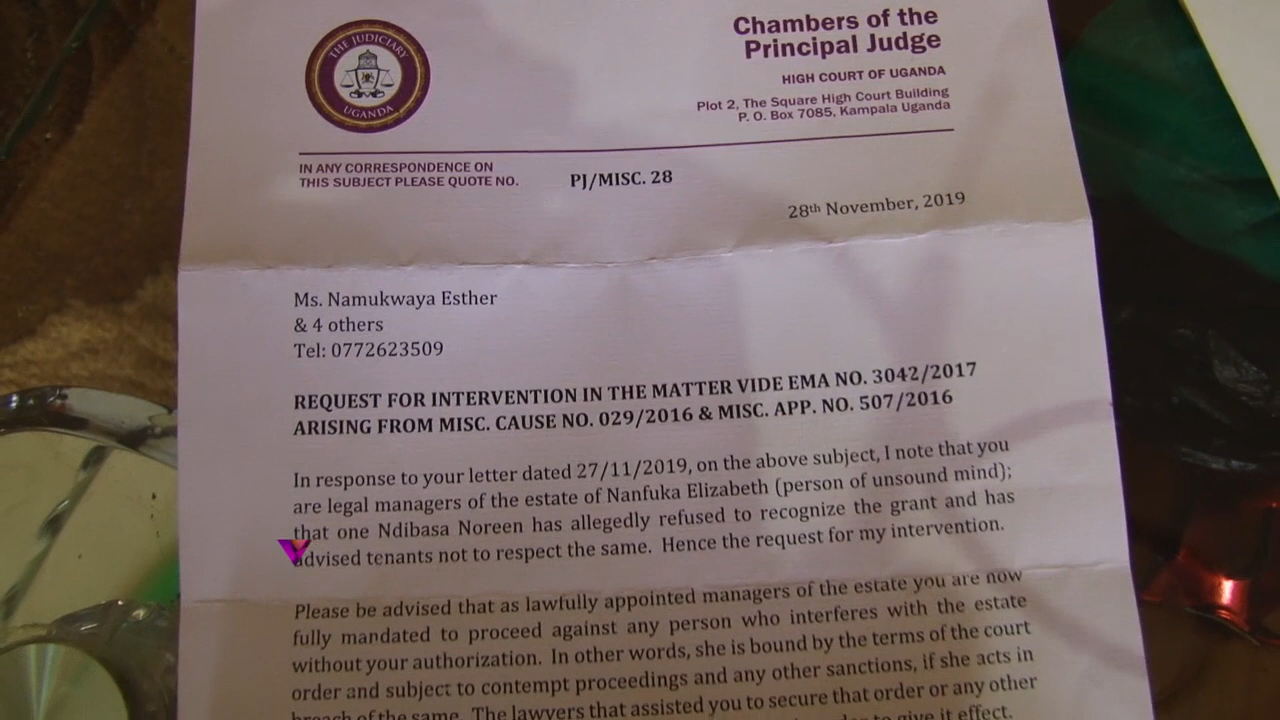 THE JUDICIARY
UGANDA
Chambers of the
Principal Judge
HIGH COURT OF UGANDA
Plot 2, The Square High Court Building
P. O. Box 7085, Kampala Uganda
IN ANY CORRESPONDENCE ON
THIS SUBJECT PLEASE QUOTE NO.
PJ/MISC. 28
28th November, 2019
Ms. Namukwaya Esther
& 4 others
Tel: 0772623509
REQUEST FOR INTERVENTION IN THE MATTER VIDE EMA NO. 3042/2017
ARISING FROM MISC. CAUSE NO. 029/2016 & MISC. APP. NO. 507/2016
In response to your letter dated 27/11/2019, on the above subject, I note that you
are legal managers of the estate of Nanfuka Elizabeth (person of unsound mind);
that one Ndibasa Noreen has allegedly refused to recognize the grant and has
advised tenants not to respect the same. Hence the request for my intervention.
Please be advised that as lawfully appointed managers of the estate you are now
fully mandated to proceed against any person who interferes with the estate
without your authorization. In other words, she is bound by the terms of the court
order and subject to contempt proceedings and any other sanctions, if she acts in
breach of the same. The lawyers that assisted you to secure that order or any other
to give it effect.